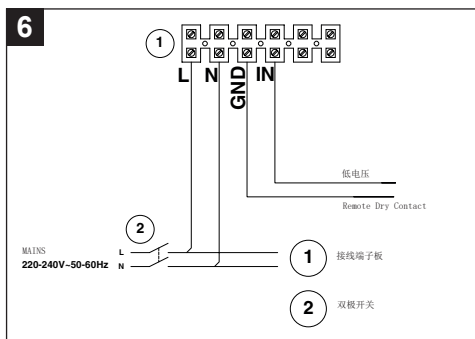 6
1
L N GND IN
低电压
Remote Dry Contact
2
MAINS
220-240V~50-60Hz
L
N
1 接线端子板
2 双极开关